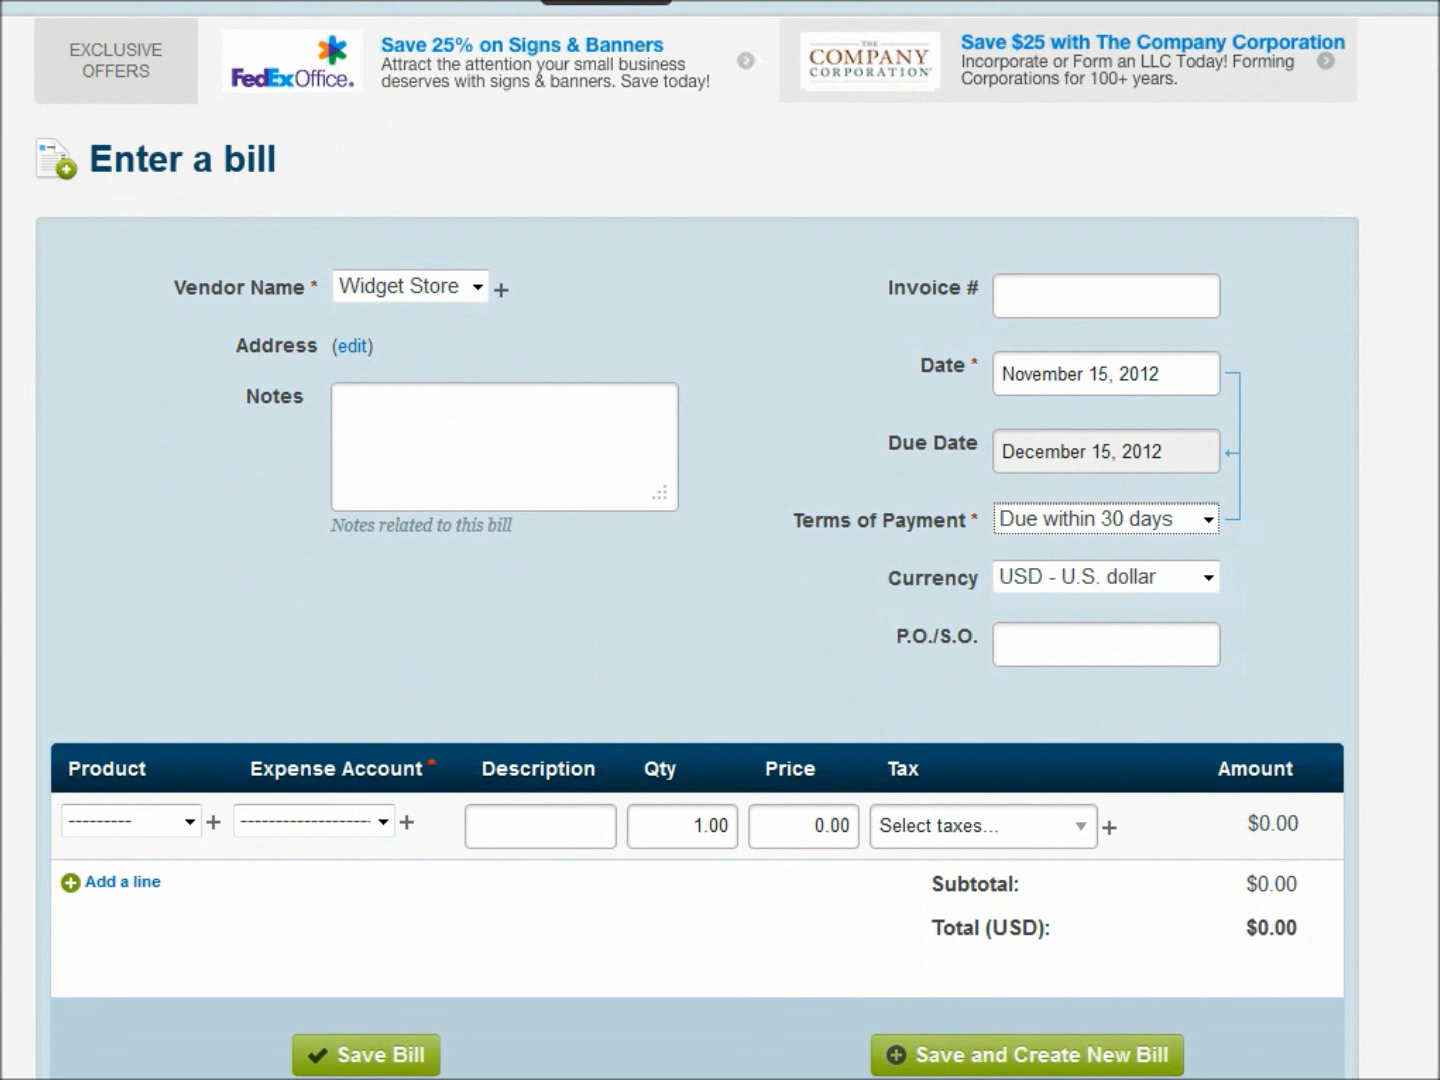 EXCLUSIVE
OFFERS
FedExOffice.
Save 25% on Signs & Banners
Attract the attention your small business
deserves with signs & banners. Save today!
THE
COMPANY
CORPORATION
Save $25 with The Company Corporation
Incorporate or Form an LLC Today! Forming
Corporations for 100+ years.
Enter a bill
Vendor Name * Widget Store +
Address (edit)
Notes
Notes related to this bill
Invoice #
Date * November 15, 2012
Due Date December 15, 2012
Terms of Payment * Due within 30 days
Currency USD - U.S. dollar
P.O./S.O.
Product Expense Account * Description Qty Price Tax Amount
--------- + ------------------- + 1.00 0.00 Select taxes... + $0.00
Add a line
Subtotal: $0.00
Total (USD): $0.00
Save Bill
Save and Create New Bill